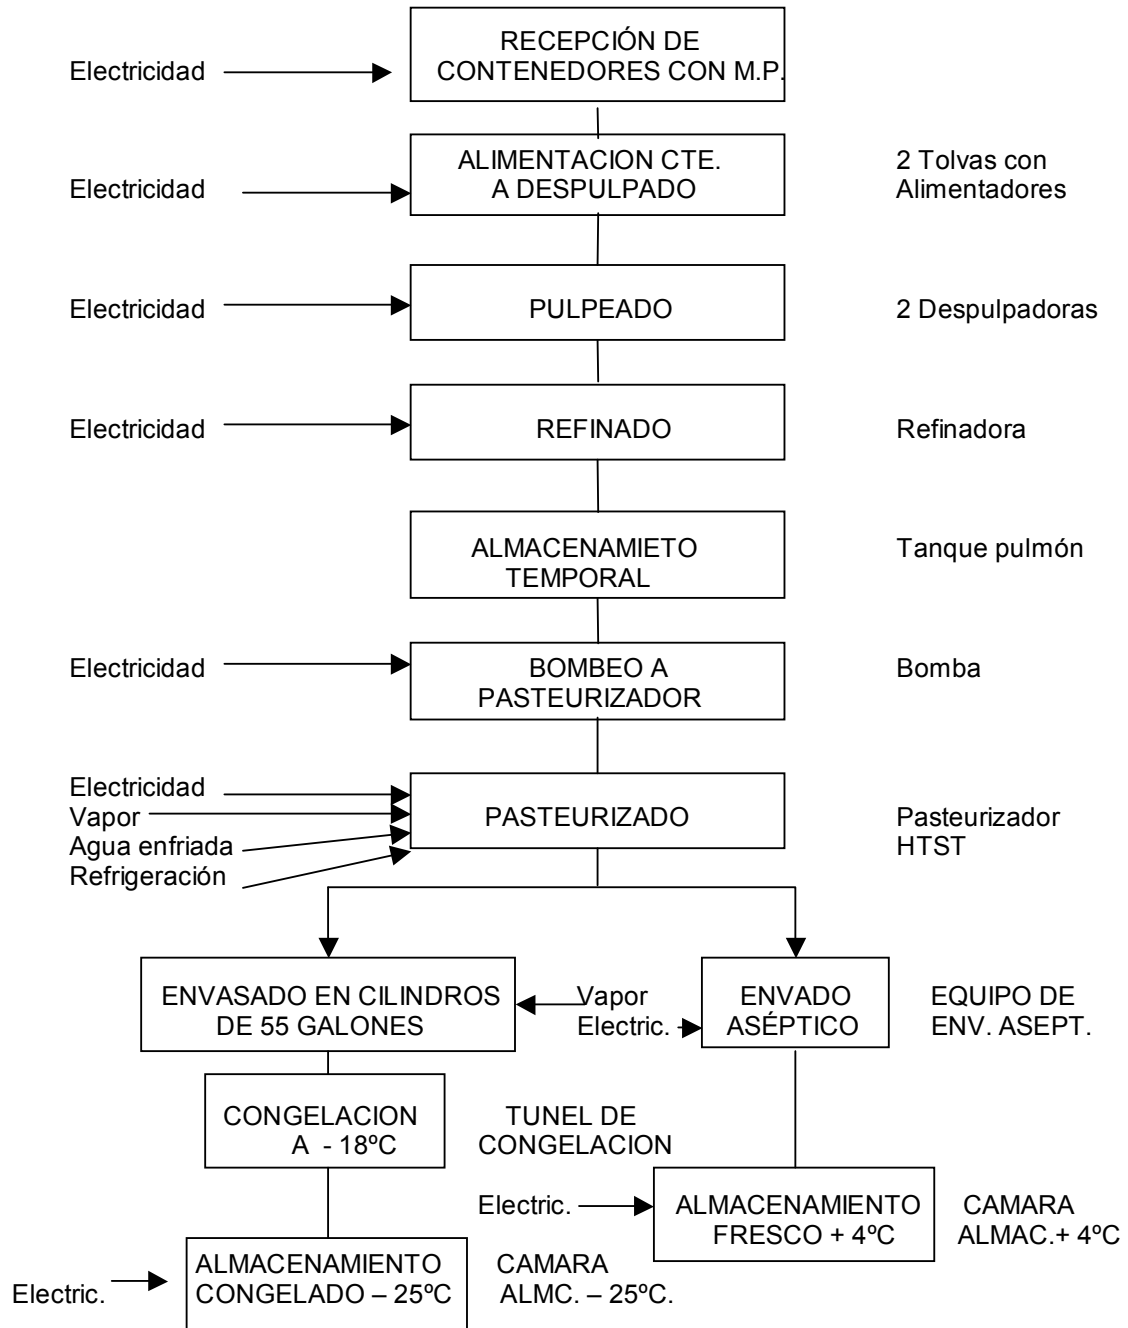 RECEPCIÓN DE
CONTENEDORES CON M.P.
Electricidad
ALIMENTACION CTE.
A DESPULPADO
Electricidad
2 Tolvas con
Alimentadores
Electricidad
PULPEADO
2 Despulpadoras
Electricidad
REFINADO
Refinadora
ALMACENAMIETO
TEMPORAL
Tanque pulmón
Electricidad
BOMBEO A
PASTEURIZADOR
Bomba
Electricidad
Vapor
Agua enfriada
Refrigeración
PASTEURIZADO
Pasteurizador
HTST
ENVASADO EN CILINDROS
DE 55 GALONES
Vapor
Electric.
ENVADO
ASÉPTICO
EQUIPO DE
ENV. ASEPT.
CONGELACION
A - 18ºC
TUNEL DE
CONGELACION
Electric.
ALMACENAMIENTO
FRESCO + 4ºC
CAMARA
ALMAC.+ 4ºC
Electric.
ALMACENAMIENTO
CONGELADO – 25ºC
CAMARA
ALMC. – 25ºC.